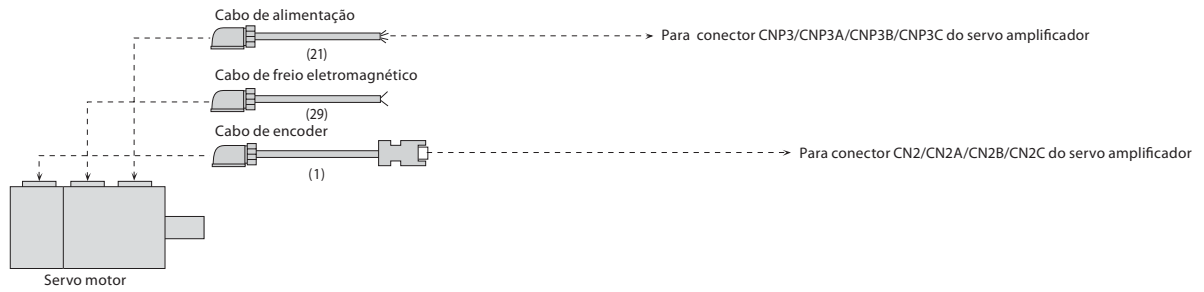 Cabo de alimentação
Para conector CNP3/CNP3A/CNP3B/CNP3C do servo amplificador
(21)
Cabo de freio eletromagnético
(29)
Cabo de encoder
Para conector CN2/CN2A/CN2B/CN2C do servo amplificador
(1)
Servo motor